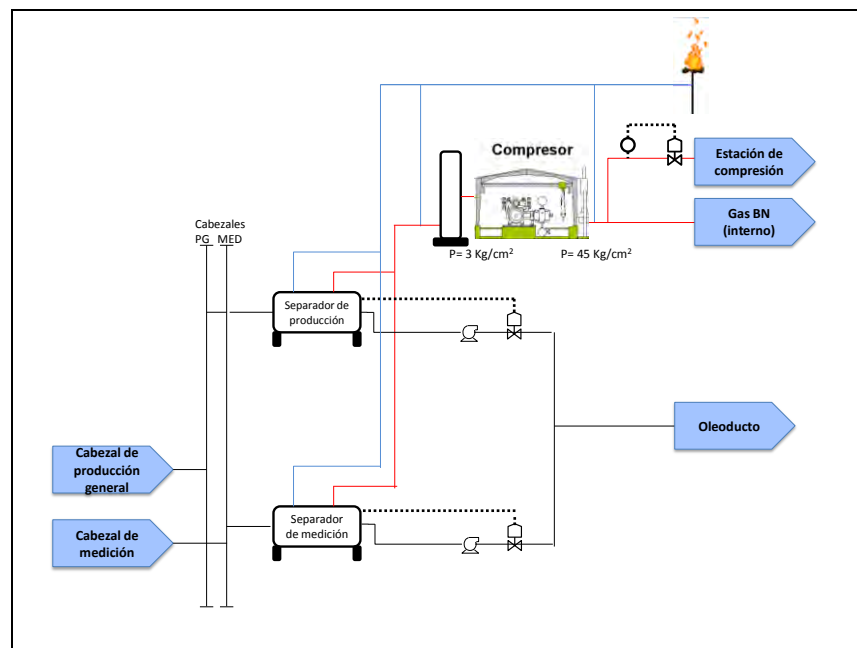 Compresor
Estación de
compresión
Gas BN
(interno)
P= 3 Kg/cm²
P= 45 Kg/cm²
Cabezales
PG MED
Separador de
producción
Oleoducto
Cabezal de
producción
general
Separador
de medición
Cabezal de
medición